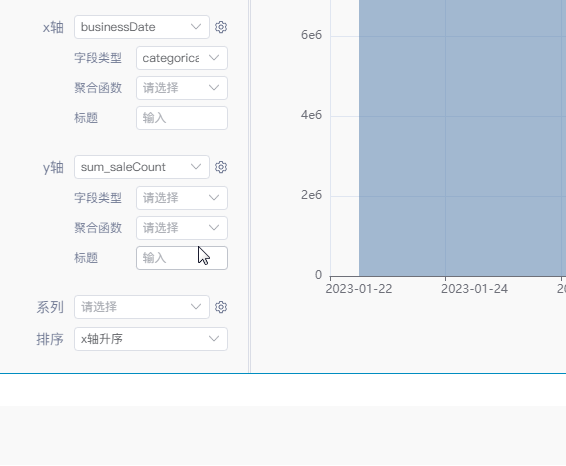 x轴 businessDate
字段类型 categorica
聚合函数 请选择
标题 输入
y轴 sum_saleCount
字段类型 请选择
聚合函数 请选择
标题 输入
系列 请选择
排序 x轴升序
6e6
4e6
2e6
0
2023-01-22 2023-01-24 20